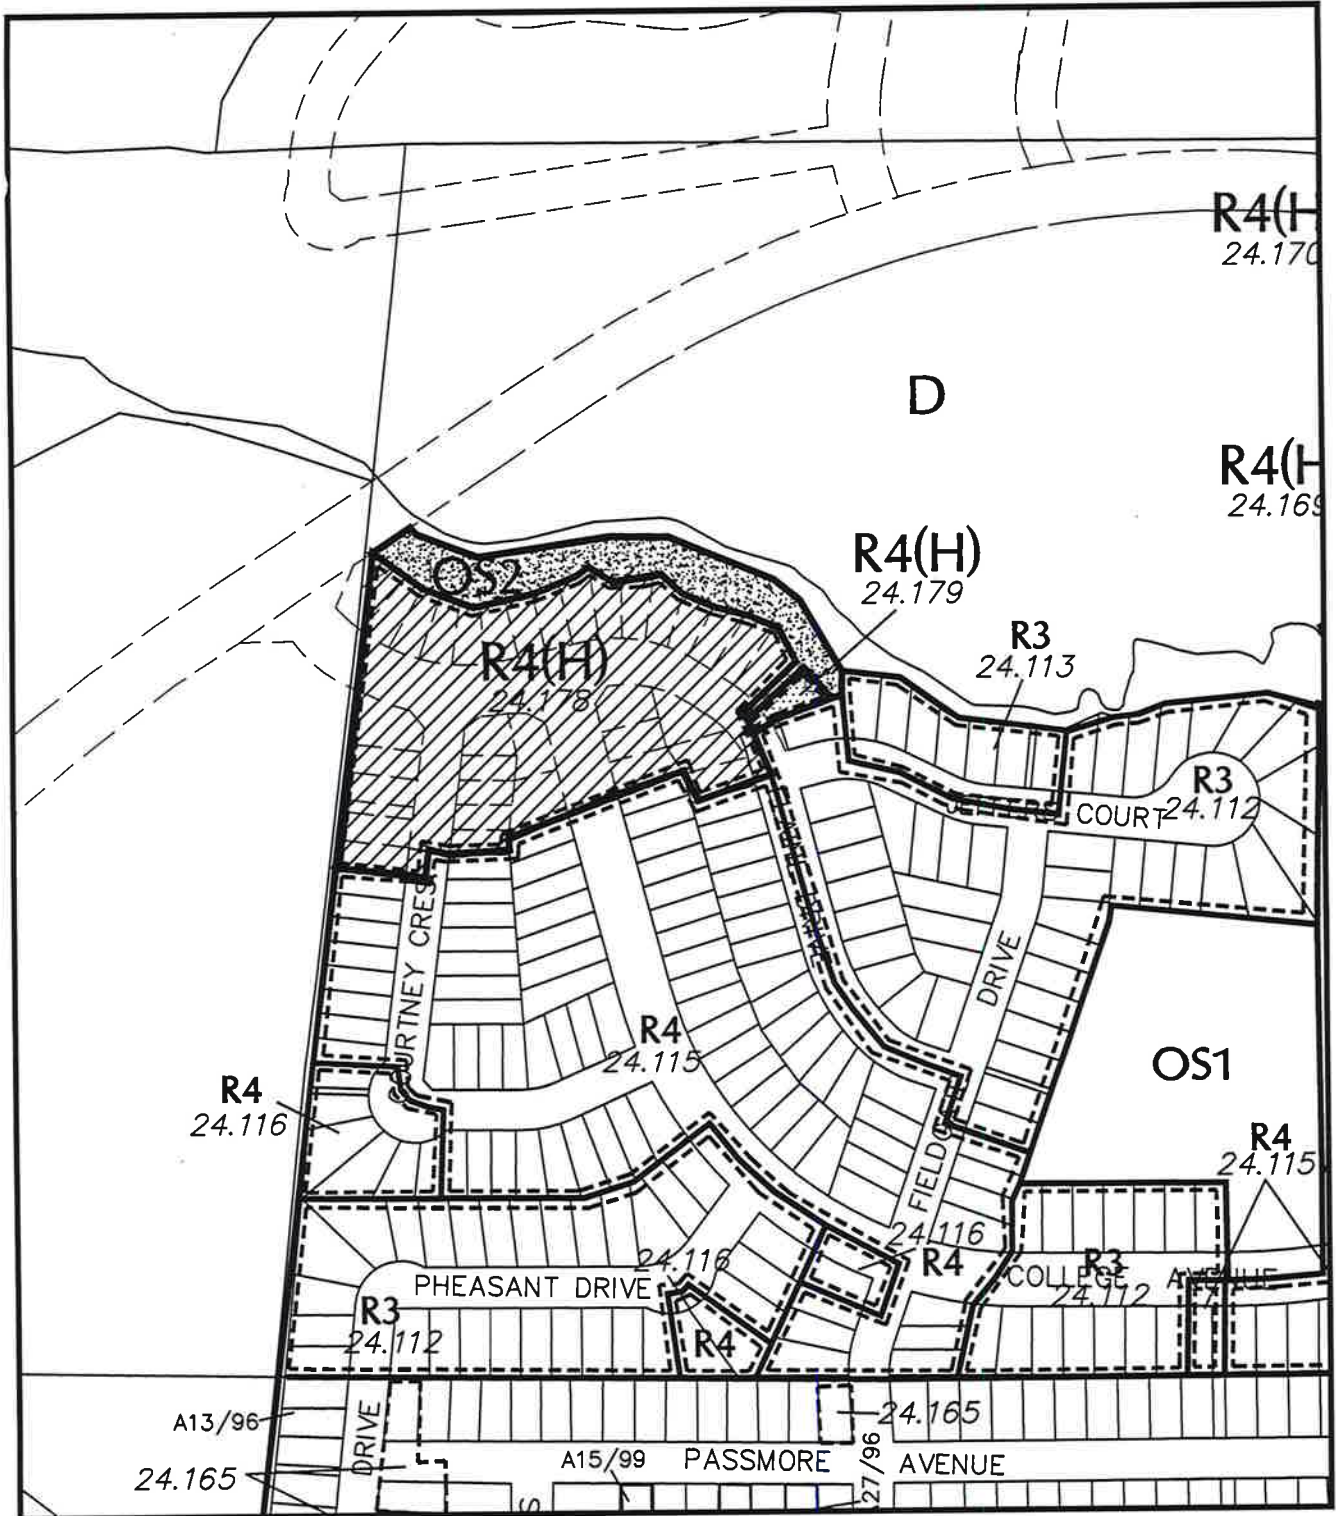 R4(H
24.170
D
R4(H
24.169
R4(H)
24.179
OS2
R3
24.113
R4(H)
24.178
R3
24.112
COURT
URTNEY CRES
DRIVE
R4
24.115
OS1
R4
24.116
R4
24.115
FIELD
24.116
R4
24.116
PHEASANT DRIVE
R3
24.112
COLLEGE AVENUE
R3
24.112
R4
A13/96
DRIVE
24.165
24.165
A15/99
PASSMORE AVENUE
27/96
S